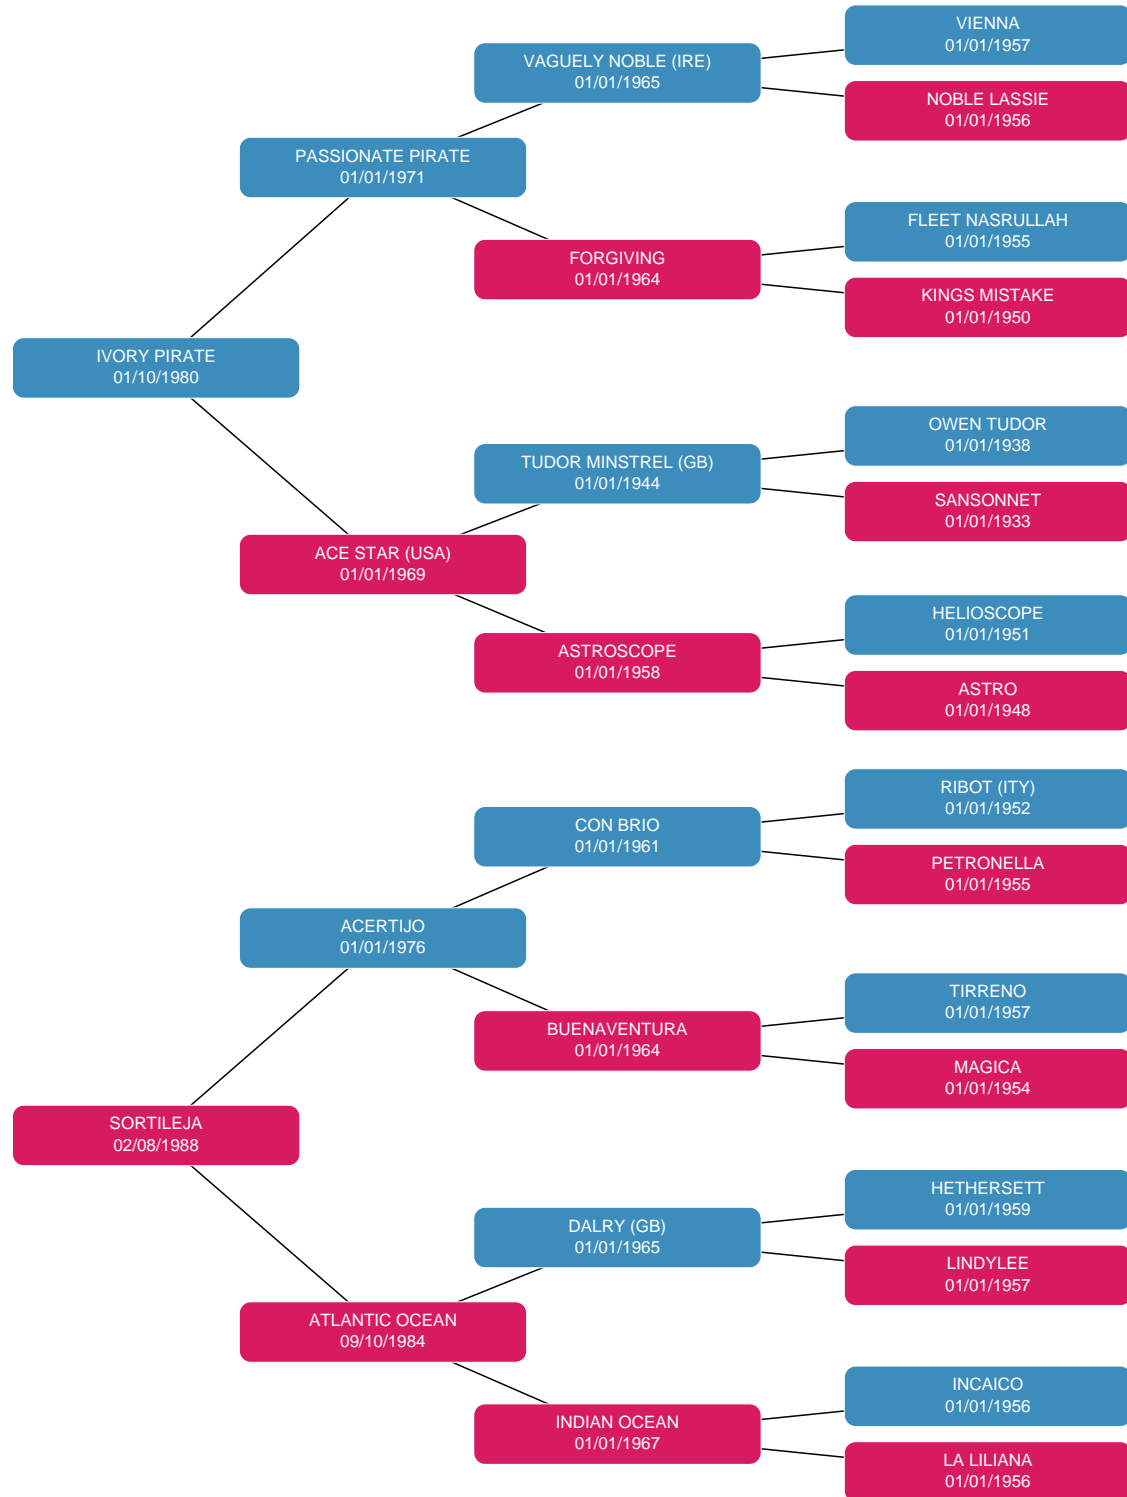 VIENNA
01/01/1957
VAGUELY NOBLE (IRE)
01/01/1965
NOBLE LASSIE
01/01/1956
PASSIONATE PIRATE
01/01/1971
FLEET NASRULLAH
01/01/1955
FORGIVING
01/01/1964
KINGS MISTAKE
01/01/1950
IVORY PIRATE
01/10/1980
OWEN TUDOR
01/01/1938
TUDOR MINSTREL (GB)
01/01/1944
SANSONNET
01/01/1933
ACE STAR (USA)
01/01/1969
HELIOSCOPE
01/01/1951
ASTROSCOPE
01/01/1958
ASTRO
01/01/1948
RIBOT (ITY)
01/01/1952
CON BRIO
01/01/1961
PETRONELLA
01/01/1955
ACERTIJO
01/01/1976
TIRRENO
01/01/1957
BUENAVENTURA
01/01/1964
MAGICA
01/01/1954
SORTILEJA
02/08/1988
HETHERSETT
01/01/1959
DALRY (GB)
01/01/1965
LINDYLEE
01/01/1957
ATLANTIC OCEAN
09/10/1984
INCAICO
01/01/1956
INDIAN OCEAN
01/01/1967
LA LILIANA
01/01/1956